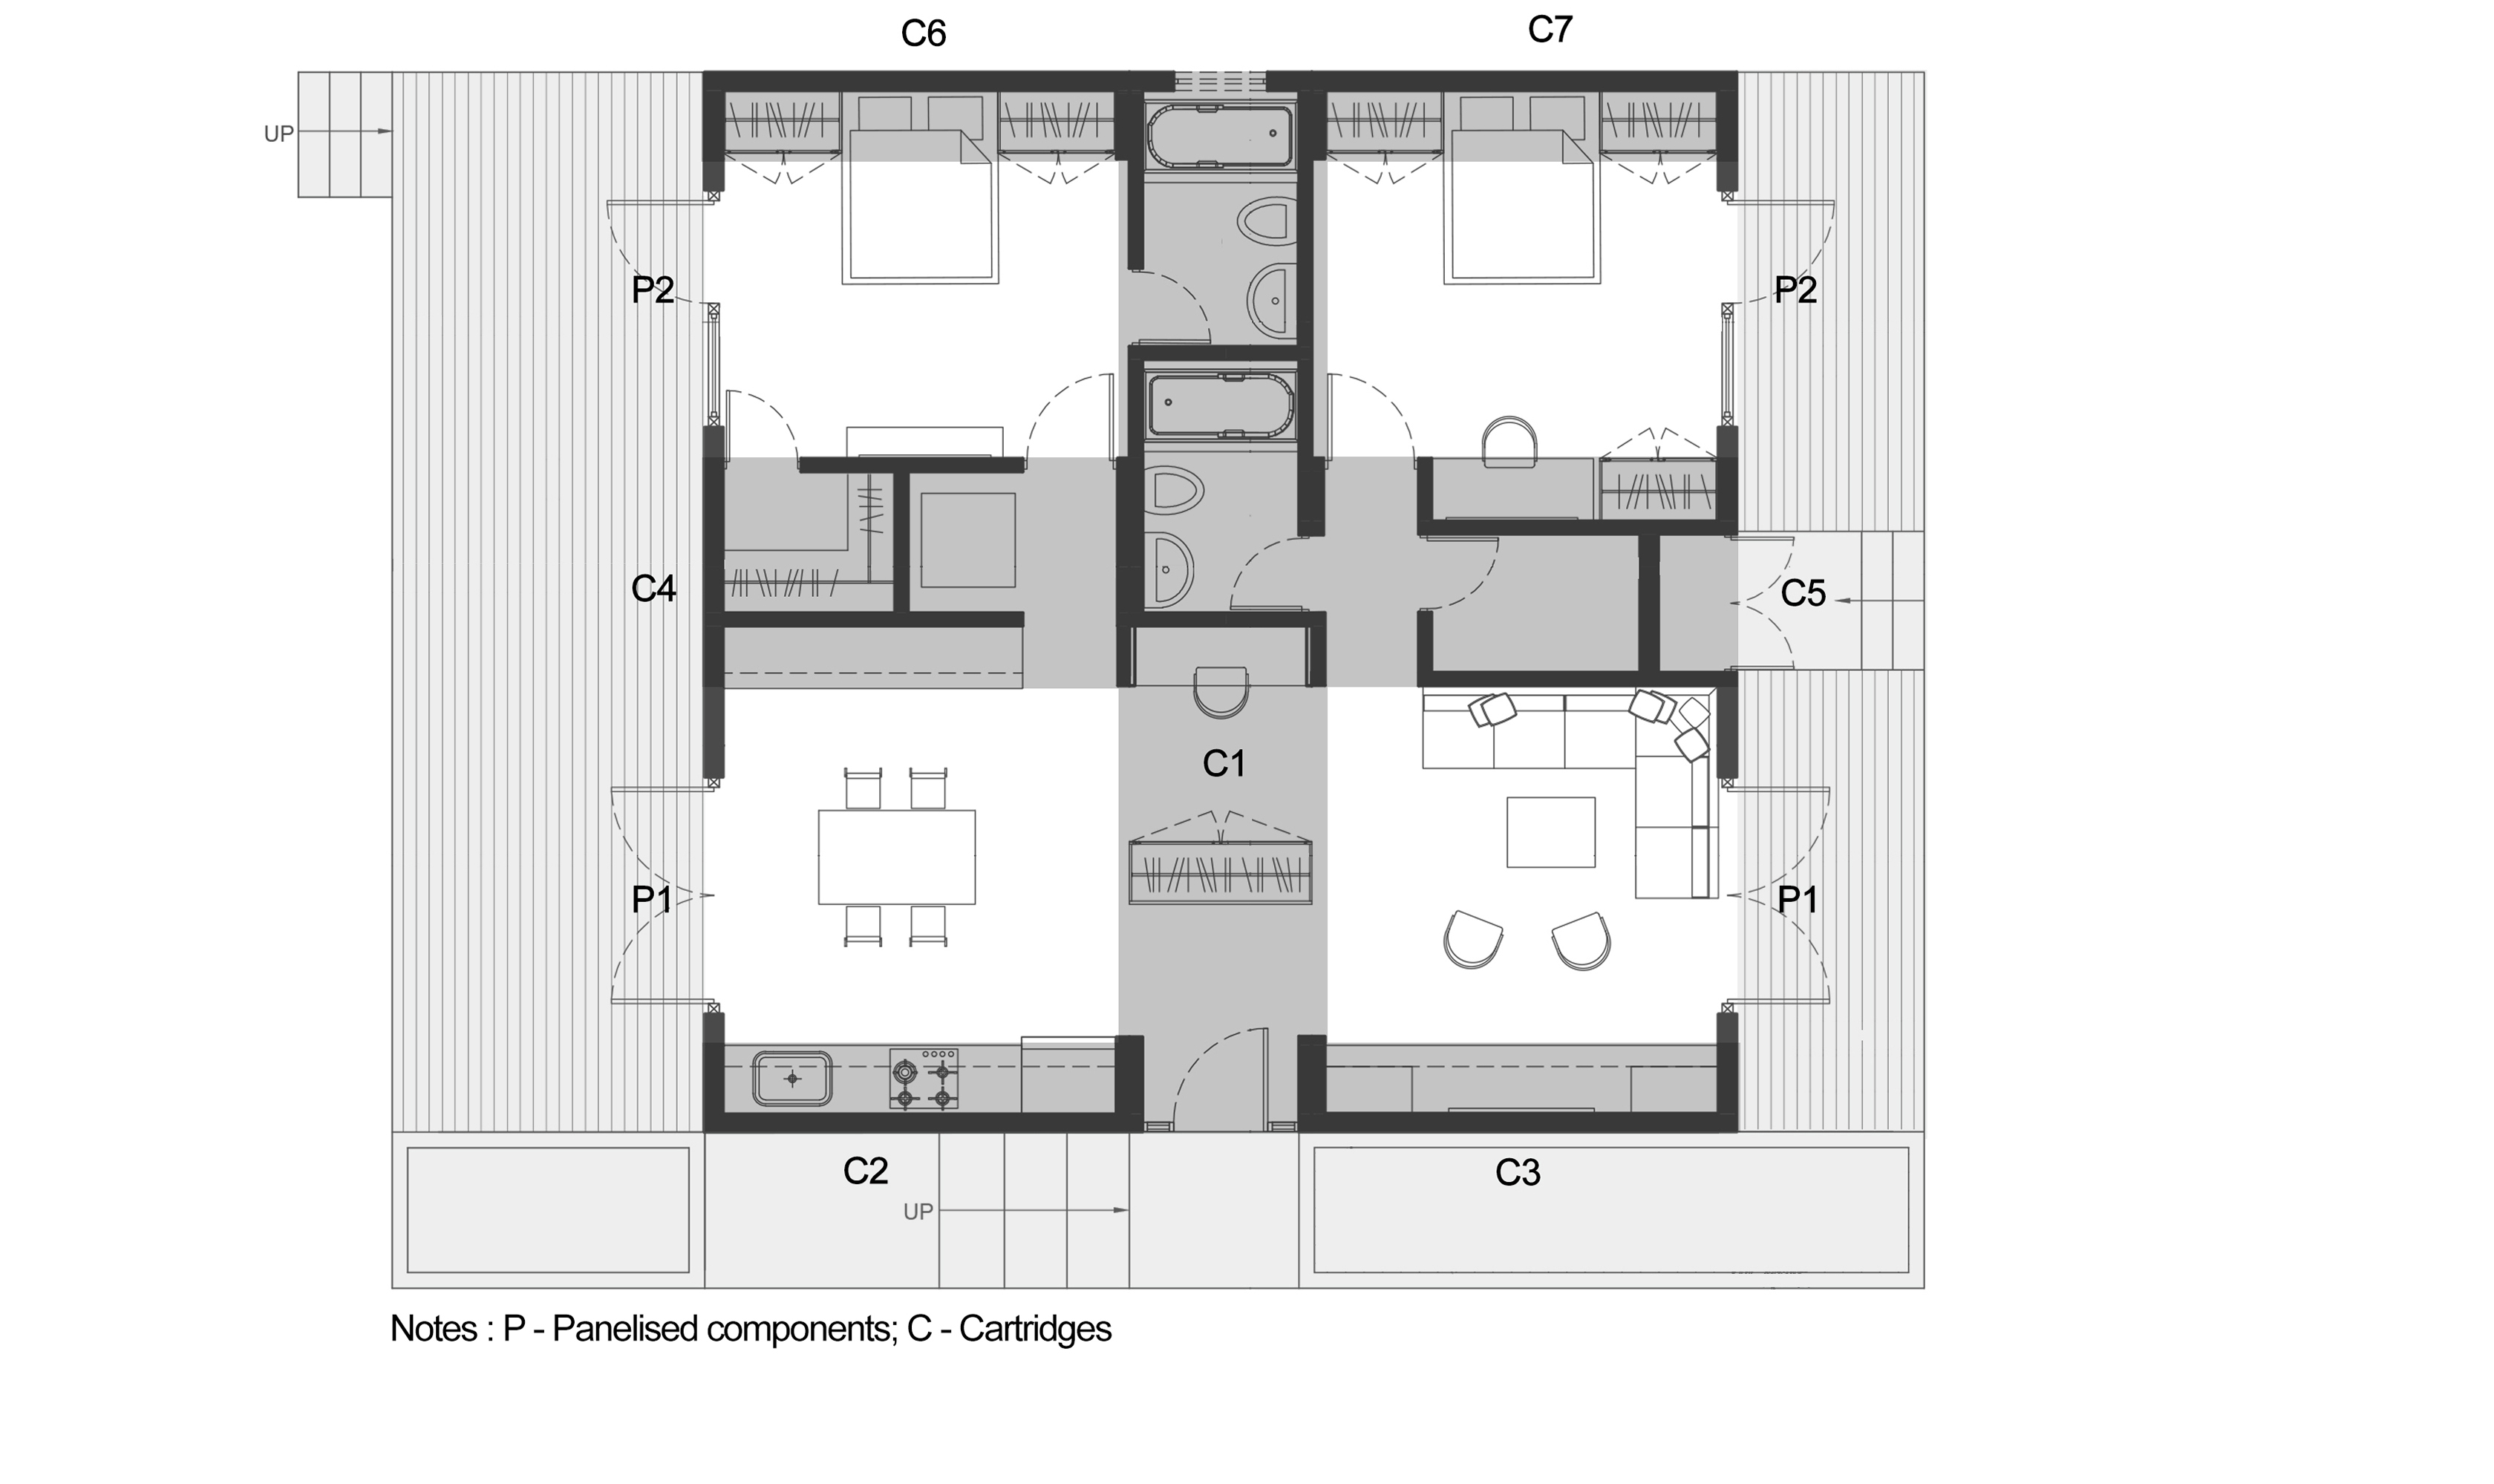 C6
C7
UP
P2
P2
C4
C5
C1
P1
P1
C2
C3
UP
Notes : P - Panelised components; C - Cartridges